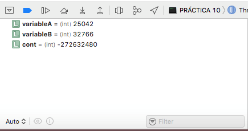 PRÁCTICA 10
L variableA = (int) 25042
L variableB = (int) 32766
L cont = (int) -272632480
Auto
Filter